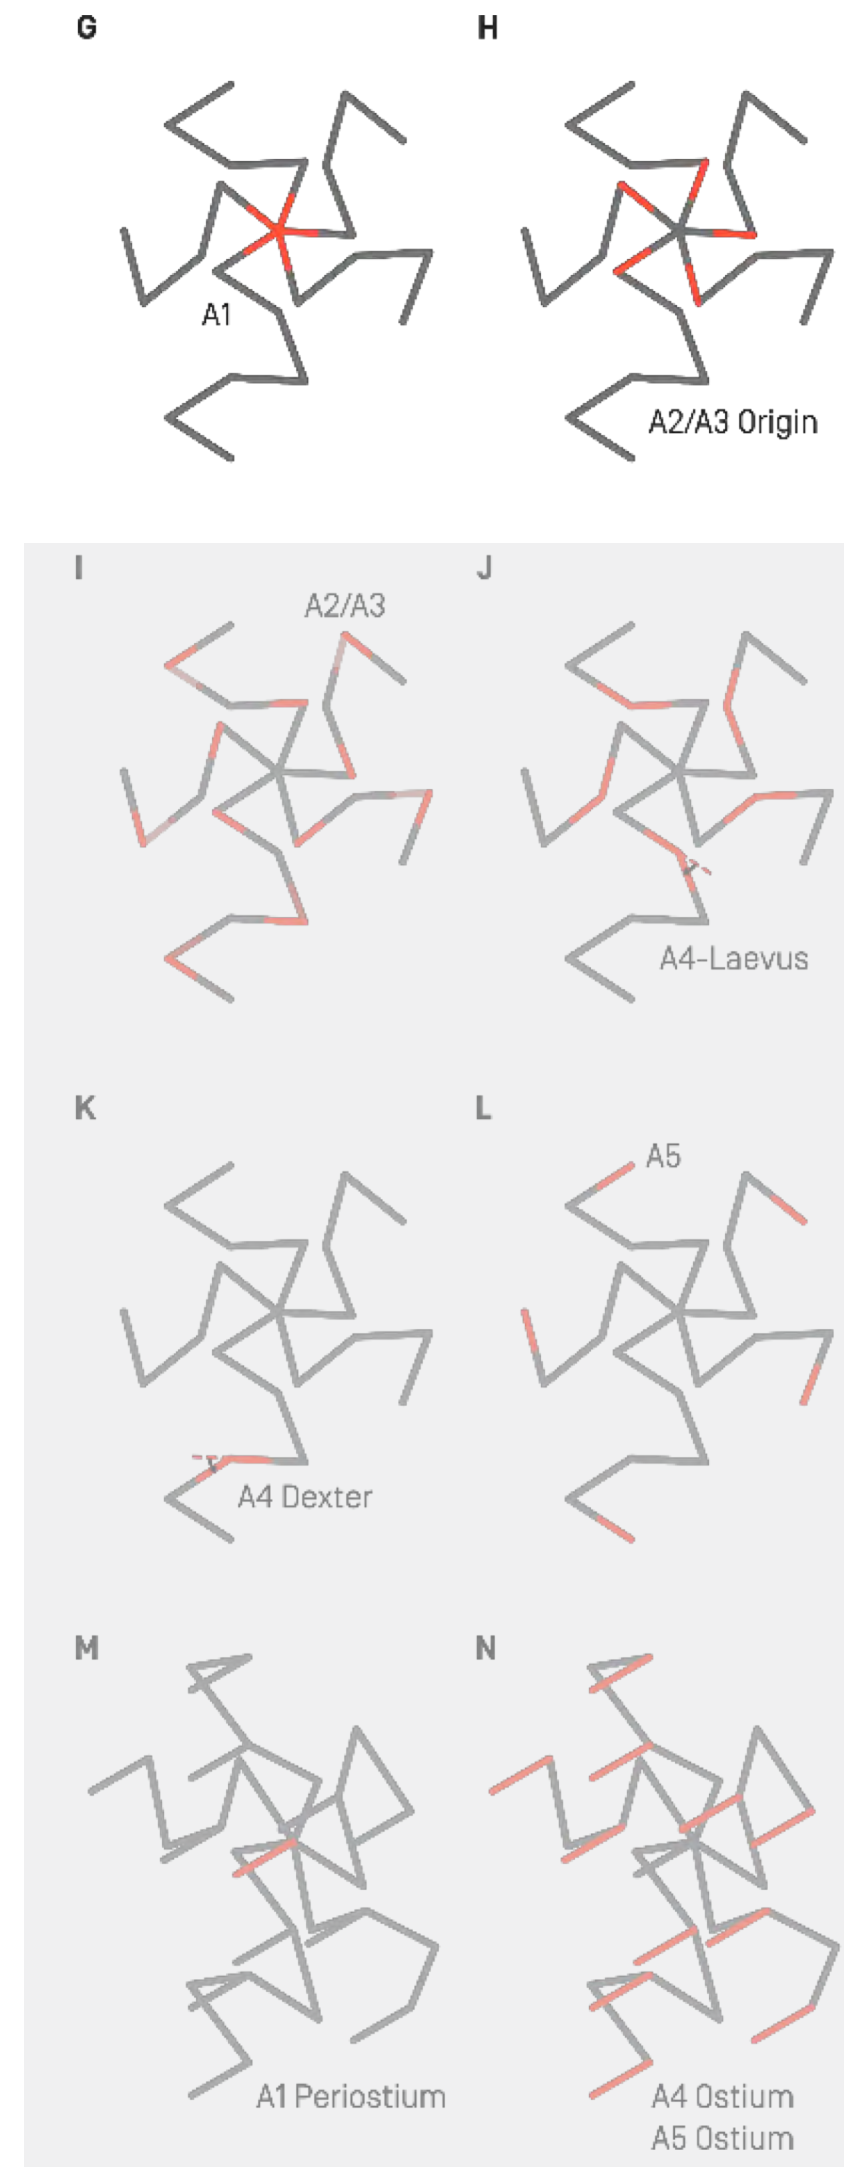 G
H
A1
A2/A3 Origin
I
J
A2/A3
A4-Laevus
K
L
A5
A4 Dexter
M
N
A1 Periostium
A4 Ostium
A5 Ostium